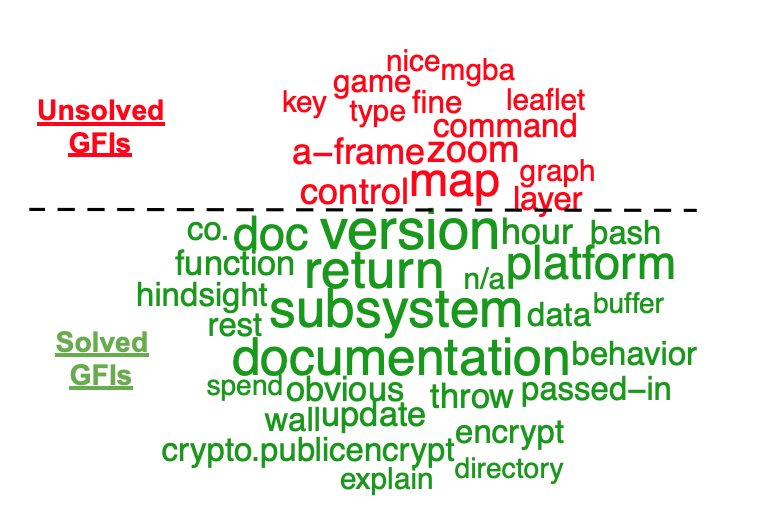 Unsolved
GFIs
nice mgba
game
key type fine leaflet
command
a-frame zoom
graph
control map layer
co. doc version hour bash
function return n/a platform
hindsight subsystem data buffer
rest
Solved
GFIs
documentation behavior
spend obvious throw passed-in
wall update
crypto.publicencrypt encrypt
explain directory